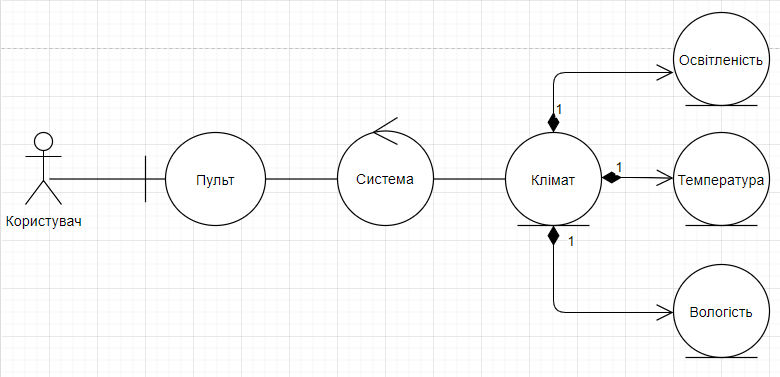 Освітленість
1
Користувач
Пульт
Система
Клімат
1
Температура
1
Вологість